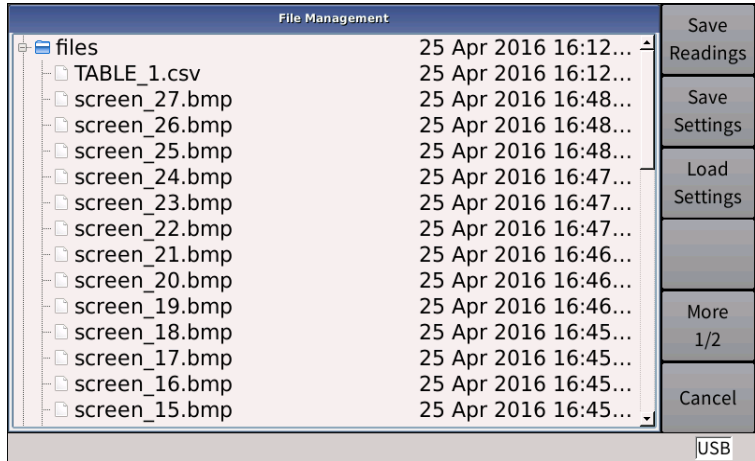 File Management
files 25 Apr 2016 16:12...
TABLE_1.csv 25 Apr 2016 16:12...
screen_27.bmp 25 Apr 2016 16:48...
screen_26.bmp 25 Apr 2016 16:48...
screen_25.bmp 25 Apr 2016 16:48...
screen_24.bmp 25 Apr 2016 16:47...
screen_23.bmp 25 Apr 2016 16:47...
screen_22.bmp 25 Apr 2016 16:47...
screen_21.bmp 25 Apr 2016 16:46...
screen_20.bmp 25 Apr 2016 16:46...
screen_19.bmp 25 Apr 2016 16:46...
screen_18.bmp 25 Apr 2016 16:45...
screen_17.bmp 25 Apr 2016 16:45...
screen_16.bmp 25 Apr 2016 16:45...
screen_15.bmp 25 Apr 2016 16:45...
Save
Readings
Save
Settings
Load
Settings
More
1/2
Cancel
USB